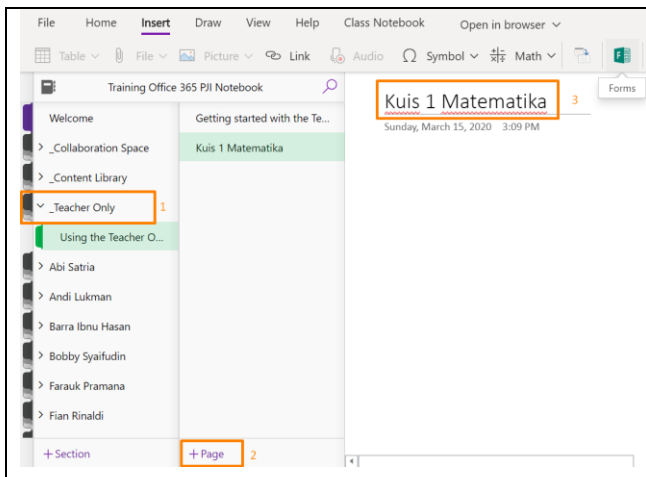 File Home Insert Draw View Help Class Notebook Open in browser
Table File Picture Link Audio Symbol Math
Forms
Training Office 365 PJI Notebook
Welcome
_Collaboration Space
_Content Library
_Teacher Only 1
Using the Teacher O...
Abi Satria
Andi Lukman
Barra Ibnu Hasan
Bobby Syaifudin
Farauk Pramana
Fian Rinaldi
+ Section
Getting started with the Te...
Kuis 1 Matematika
+ Page 2
Kuis 1 Matematika 3
Sunday, March 15, 2020 3:09 PM